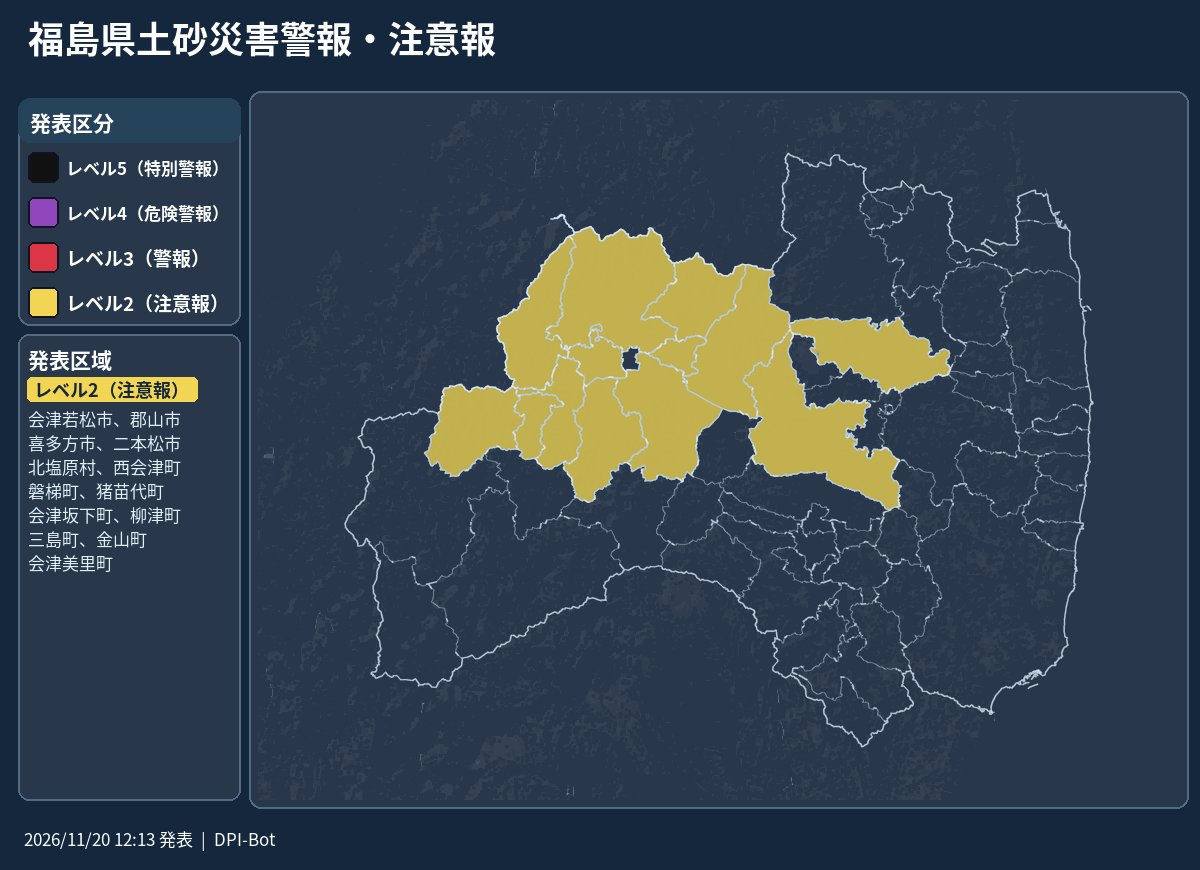 福島県土砂災害警報・注意報
発表区分
レベル5（特別警報）
レベル4（危険警報）
レベル3（警報）
レベル2（注意報）
発表区域
レベル2（注意報）
会津若松市、郡山市
喜多方市、二本松市
北塩原村、西会津町
磐梯町、猪苗代町
会津坂下町、柳津町
三島町、金山町
会津美里町
2026/11/20 12:13 発表｜DPI-Bot